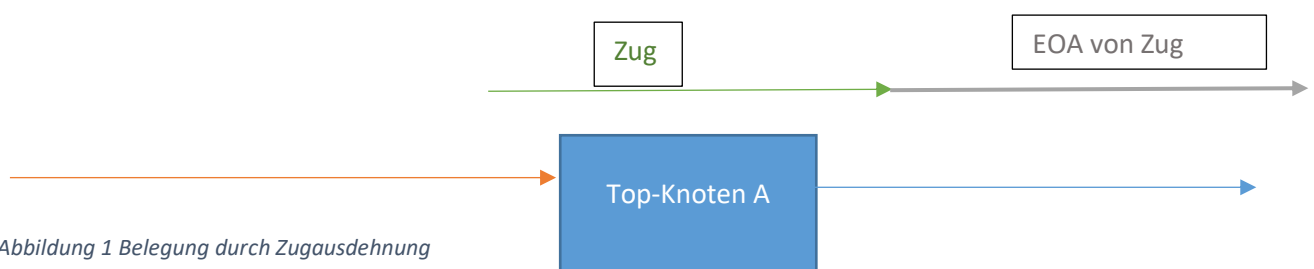 Zug
EOA von Zug
Top-Knoten A
Abbildung 1 Belegung durch Zugausdehnung